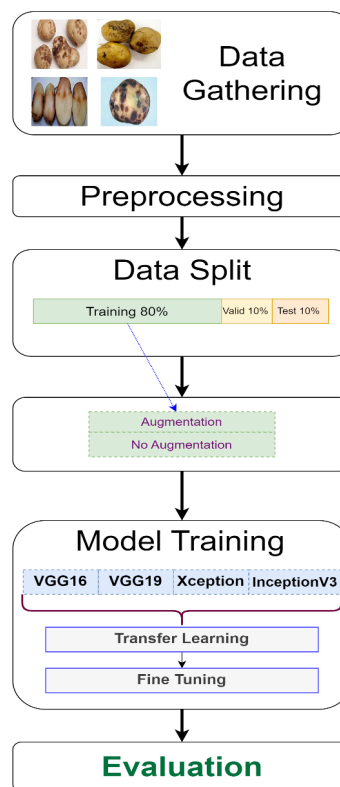 Data
Gathering
Preprocessing
Data Split
Training 80%
Valid 10%
Test 10%
Augmentation
No Augmentation
Model Training
VGG16
VGG19
Xception
InceptionV3
Transfer Learning
Fine Tuning
Evaluation